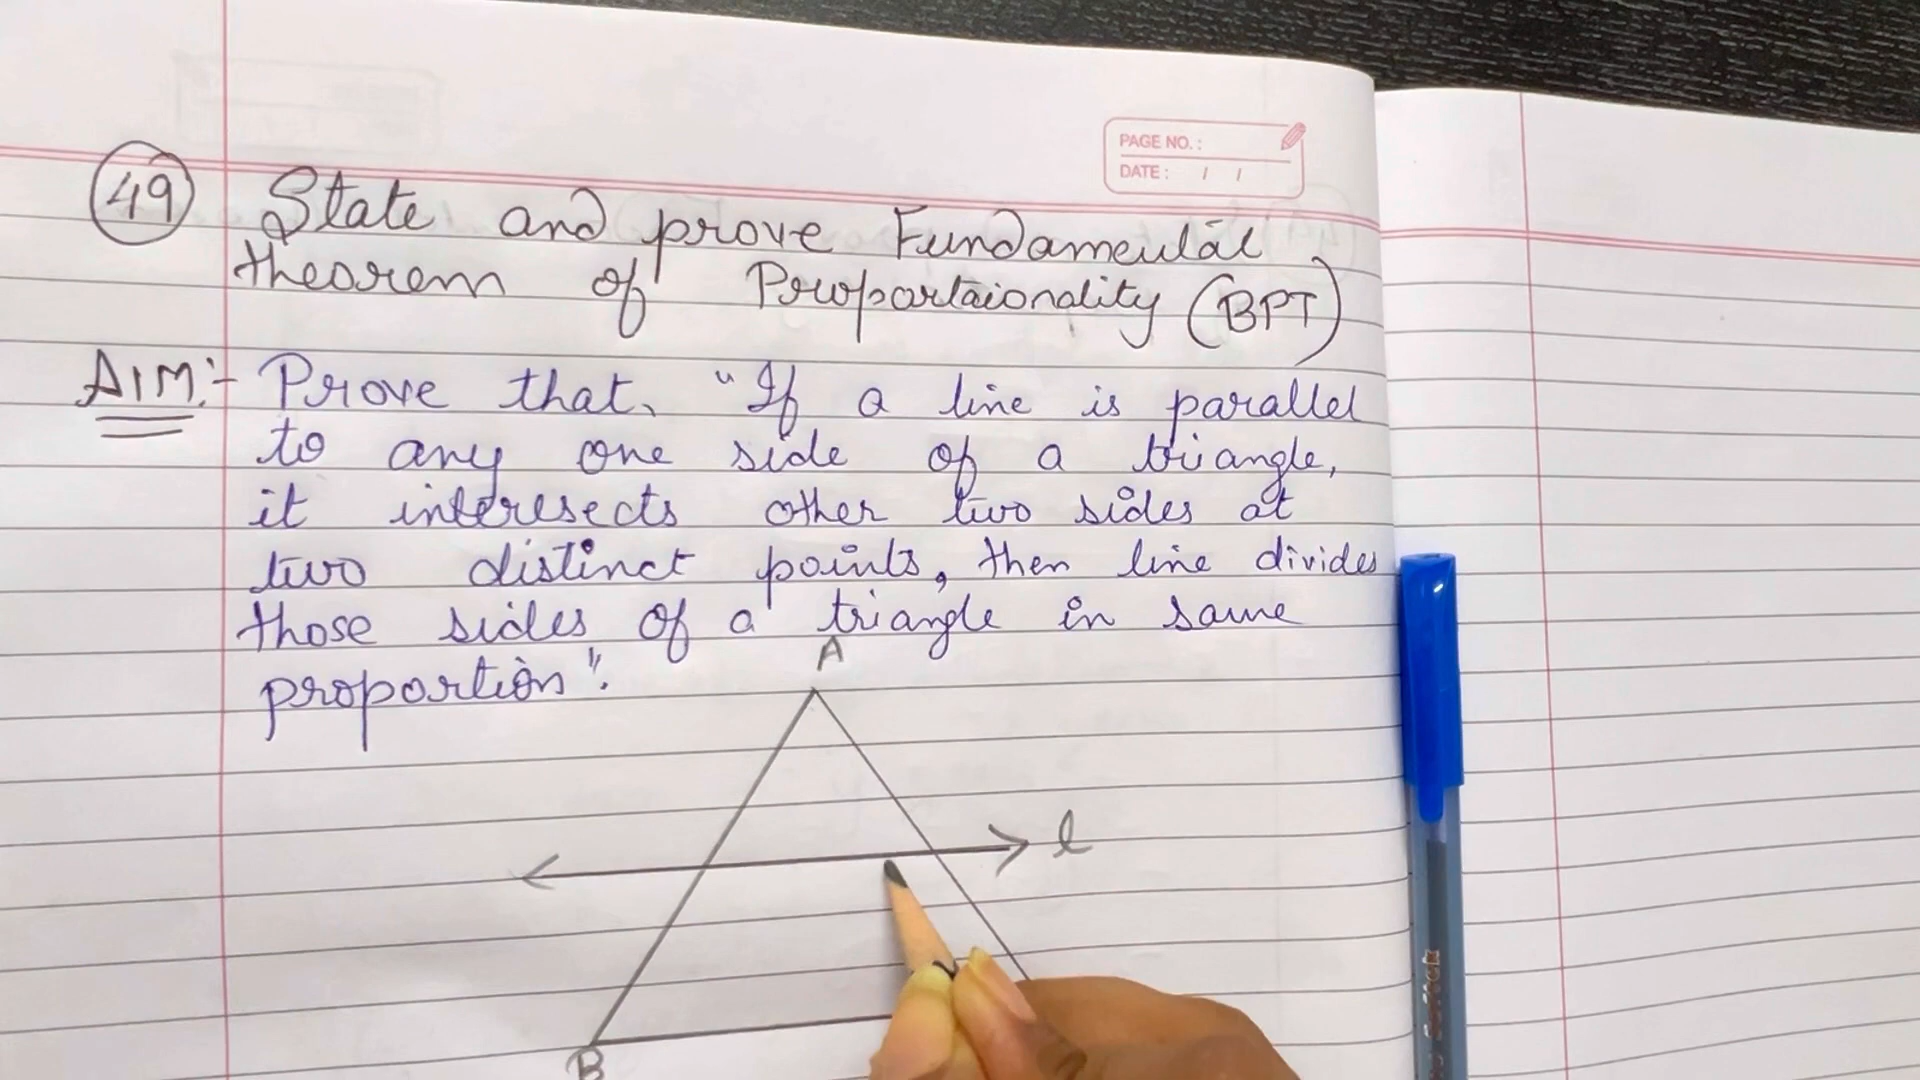 PAGE NO. :
DATE : / /
49 State and prove Fundamental
theorem of Proportaionality (BPT)
AIM:- Prove that, "If a line is parallel
to any one side of a triangle,
it interesects other two sides at
two distinct points, then line divides
those sides of a triangle in same
proportion".
A
l
B